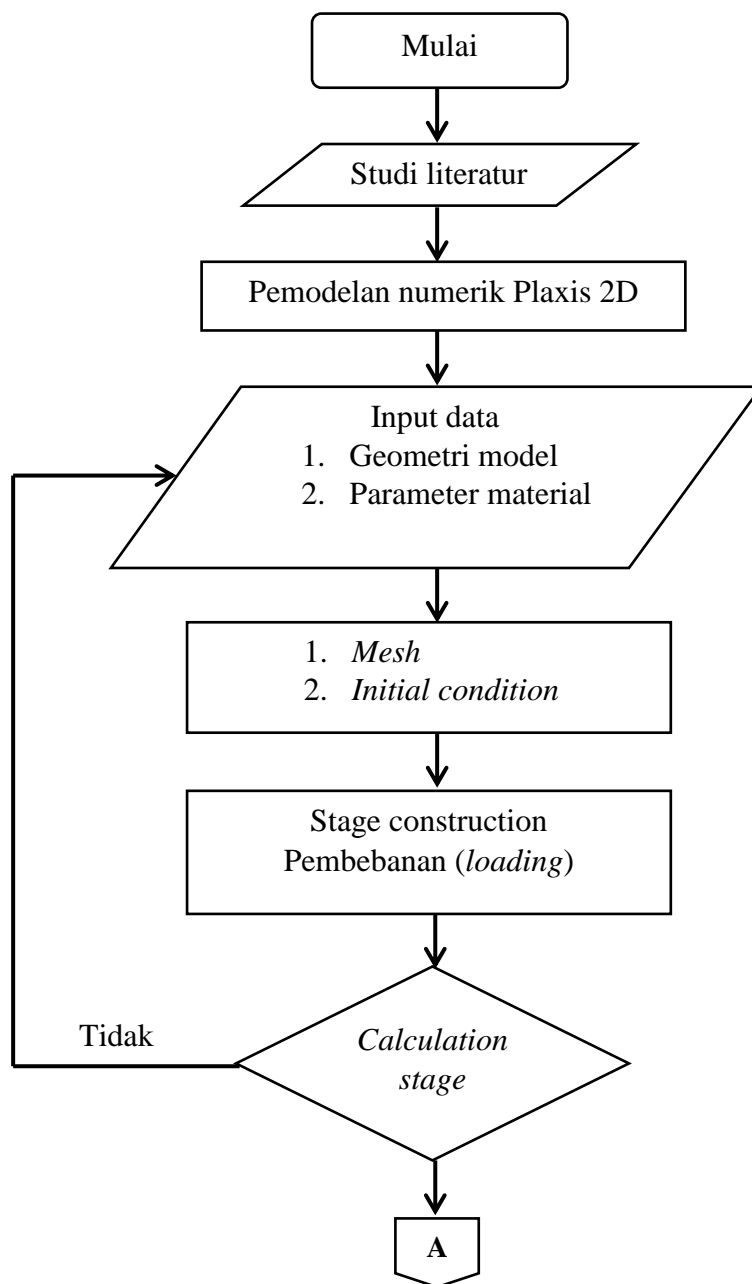 Mulai
Studi literatur
Pemodelan numerik Plaxis 2D
Input data
1. Geometri model
2. Parameter material
1. Mesh
2. Initial condition
Stage construction
Pembebanan (loading)
Tidak
Calculation
stage
A